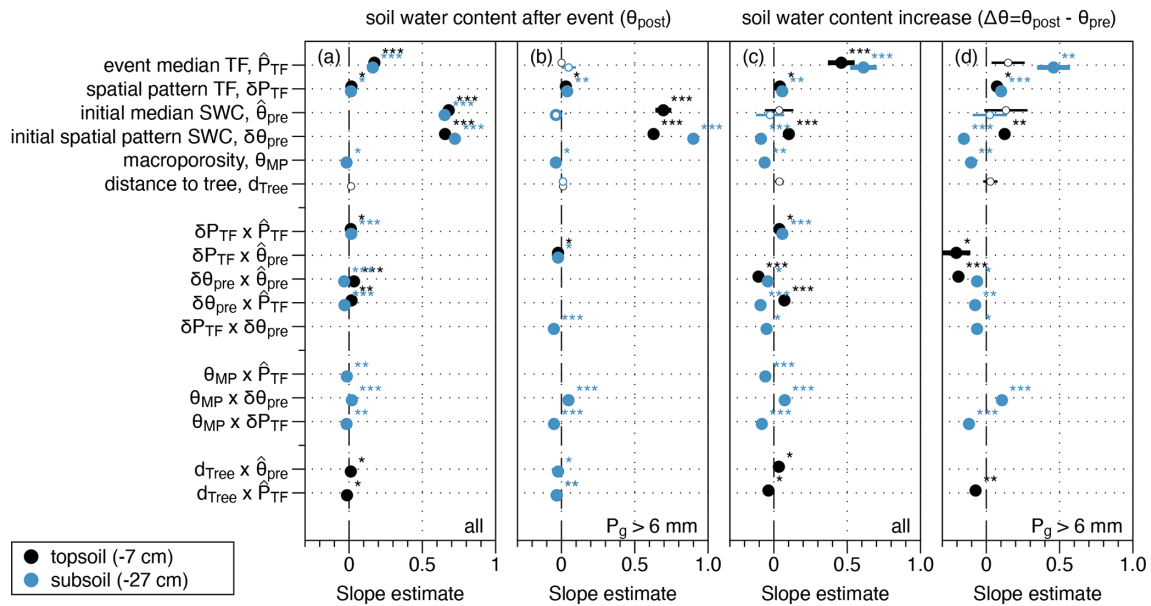 soil water content after event (θpost)
soil water content increase (Δθ=θpost - θpre)
(a) (b) (c) (d)
event median TF, P̂TF *** *** *** *** **
spatial pattern TF, δPTF * * * ** * ** * ***
initial median SWC, θ̂pre *** *** ***
initial spatial pattern SWC, δθpre *** *** *** *** *** *** *** ***
macroporosity, θMP * * ** **
distance to tree, dTree
δPTF x P̂TF * *** * ***
δPTF x θ̂pre * * *
δθpre x θ̂pre *** *** *** * *** *
δθpre x P̂TF ** *** *** *** **
δPTF x δθpre *** * *
θMP x P̂TF ** ***
θMP x δθpre *** *** *** ***
θMP x δPTF ** *** *** ***
dTree x θ̂pre * * *
dTree x P̂TF * ** * **
all Pg > 6 mm all Pg > 6 mm
0 0.5 1 0 0.5 1.0 0 0.5 1 0 0.5 1.0
Slope estimate Slope estimate Slope estimate Slope estimate
topsoil (-7 cm)
subsoil (-27 cm)